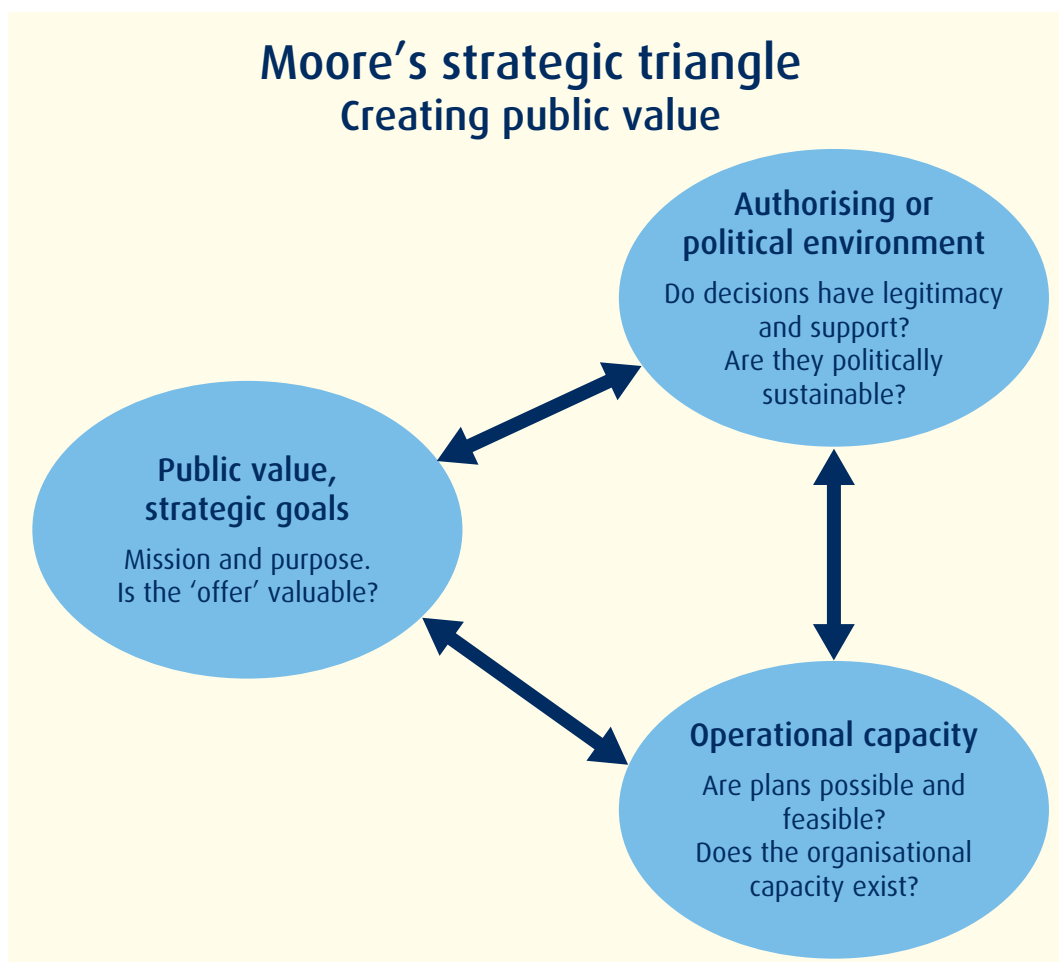 Moore’s strategic triangle
Creating public value
Authorising or
political environment
Do decisions have legitimacy
and support?
Are they politically
sustainable?
Public value,
strategic goals
Mission and purpose.
Is the ‘offer’ valuable?
Operational capacity
Are plans possible and
feasible?
Does the organisational
capacity exist?